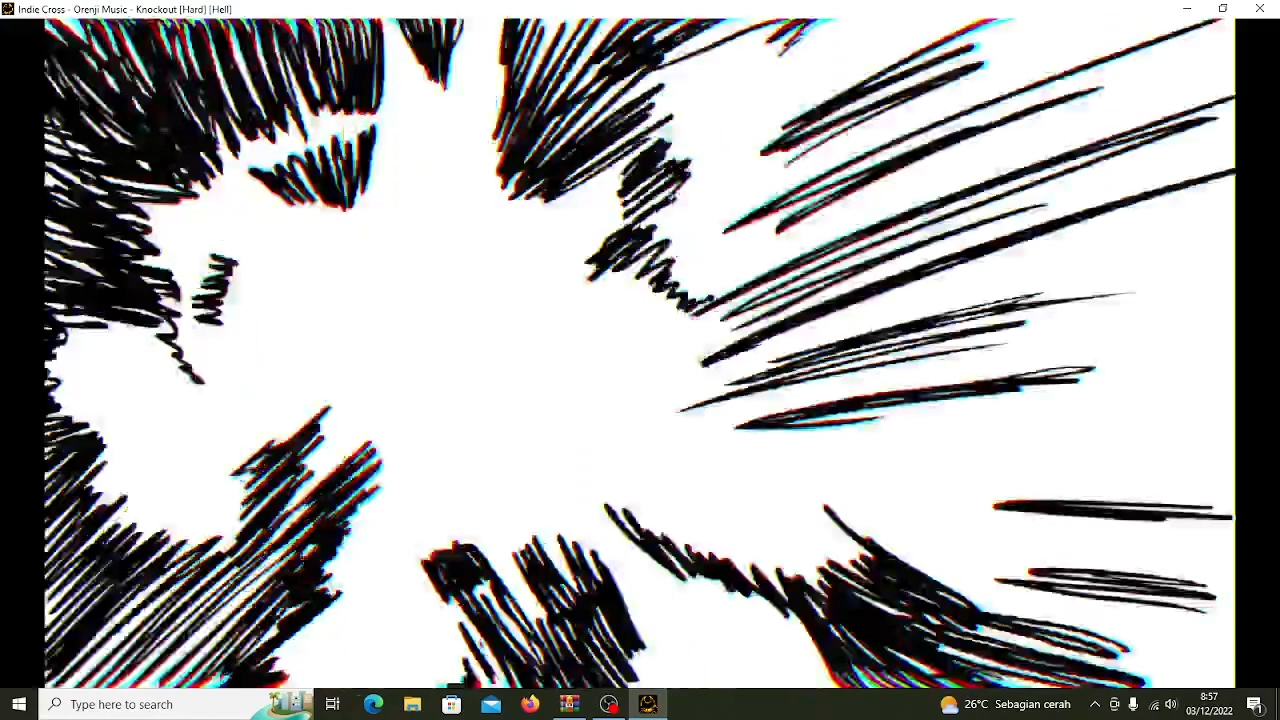 Indie Cross - Orenji Music - Knockout [Hard] [Hell]
Type here to search
26°C Sebagian cerah
8:57
03/12/2022
1